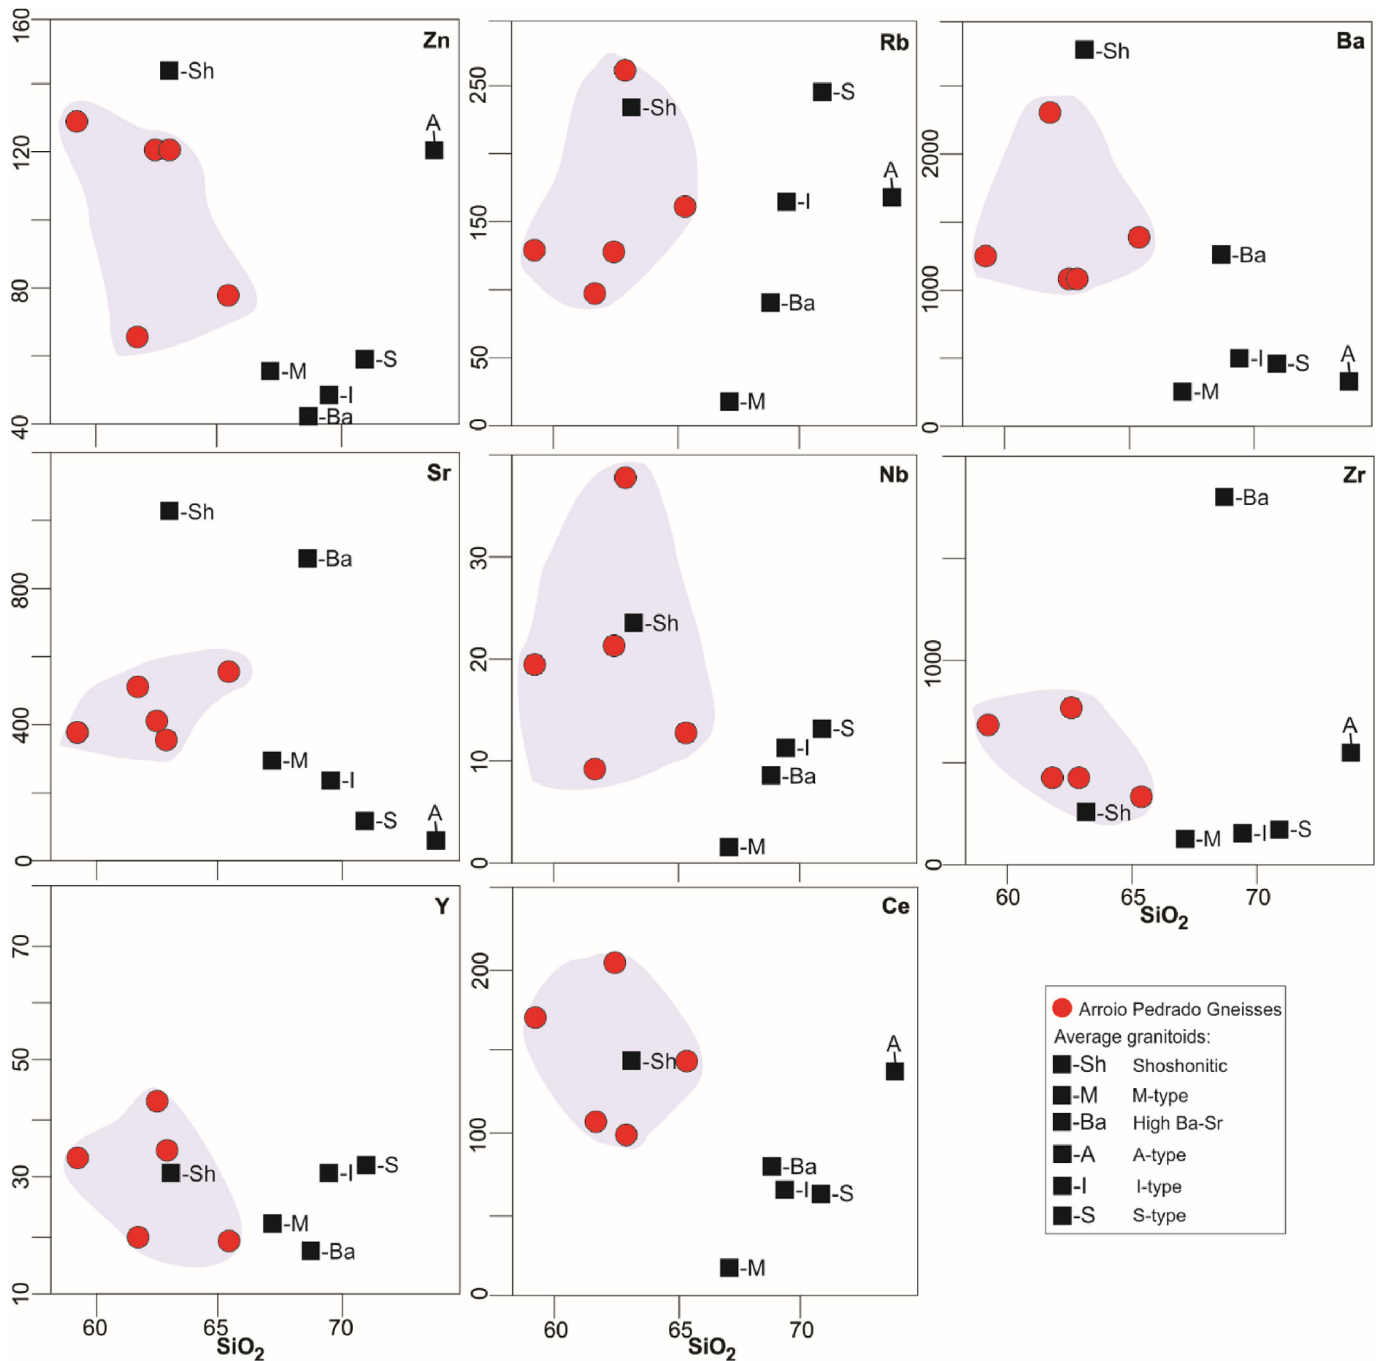 Zn
160
120
80
40
-Sh
A
-M
-S
-I
-Ba
Rb
250
150
50
0
-Sh
-S
A
-I
-Ba
-M
Ba
2000
1000
0
-Sh
-Ba
-I
-S
A
-M
Sr
800
400
0
-Sh
-Ba
-M
-I
-S
A
Nb
30
20
10
0
-Sh
-S
-I
-Ba
-M
Zr
1000
0
-Ba
A
-Sh
-M
-I
-S
60
65
70
SiO2
Y
70
50
30
10
-Sh
-I
-S
-M
-Ba
60
65
70
SiO2
Ce
200
100
0
-Sh
A
-Ba
-I
-S
-M
60
65
70
SiO2
Arroio Pedrado Gneisses
Average granitoids:
-Sh Shoshonitic
-M M-type
-Ba High Ba-Sr
-A A-type
-I I-type
-S S-type